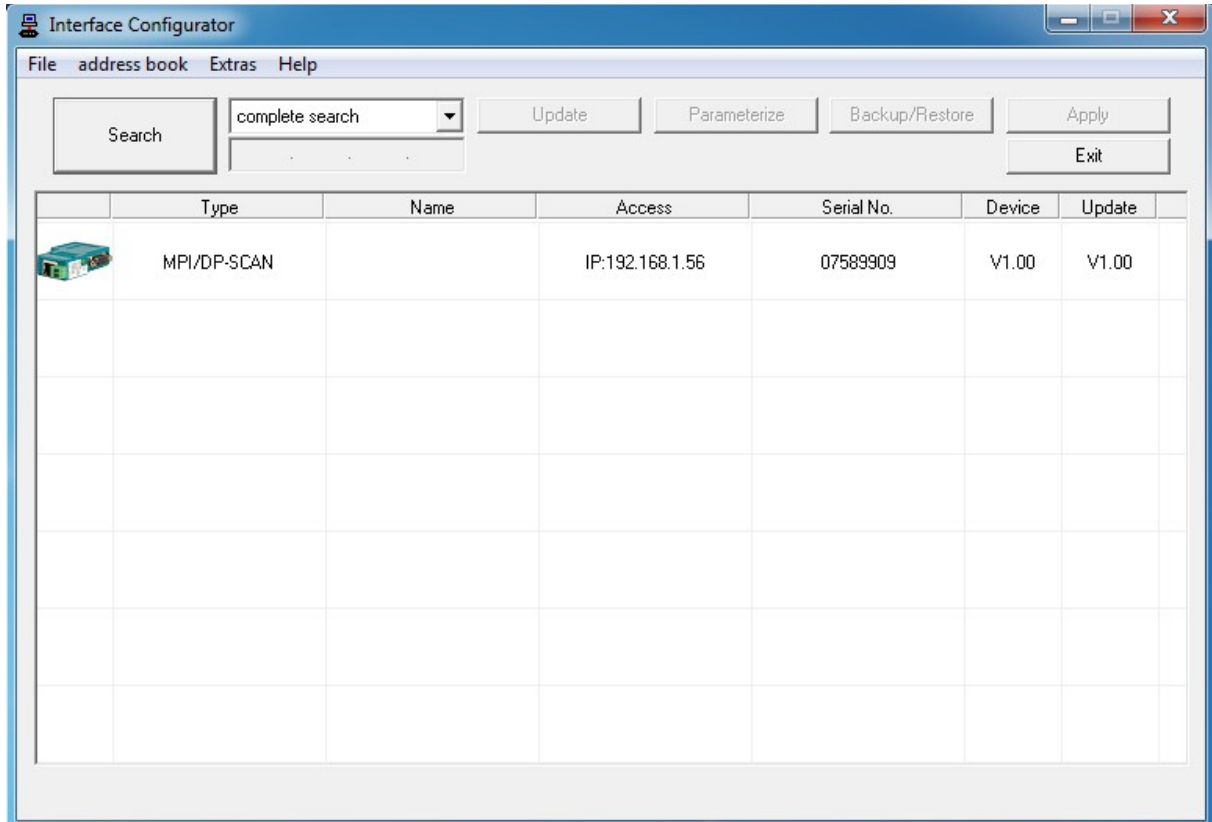 Interface Configurator
File address book Extras Help
Search
complete search
Update
Parameterize
Backup/Restore
Apply
. . .
Exit
Type Name Access Serial No. Device Update
MPI/DP-SCAN IP:192.168.1.56 07589909 V1.00 V1.00